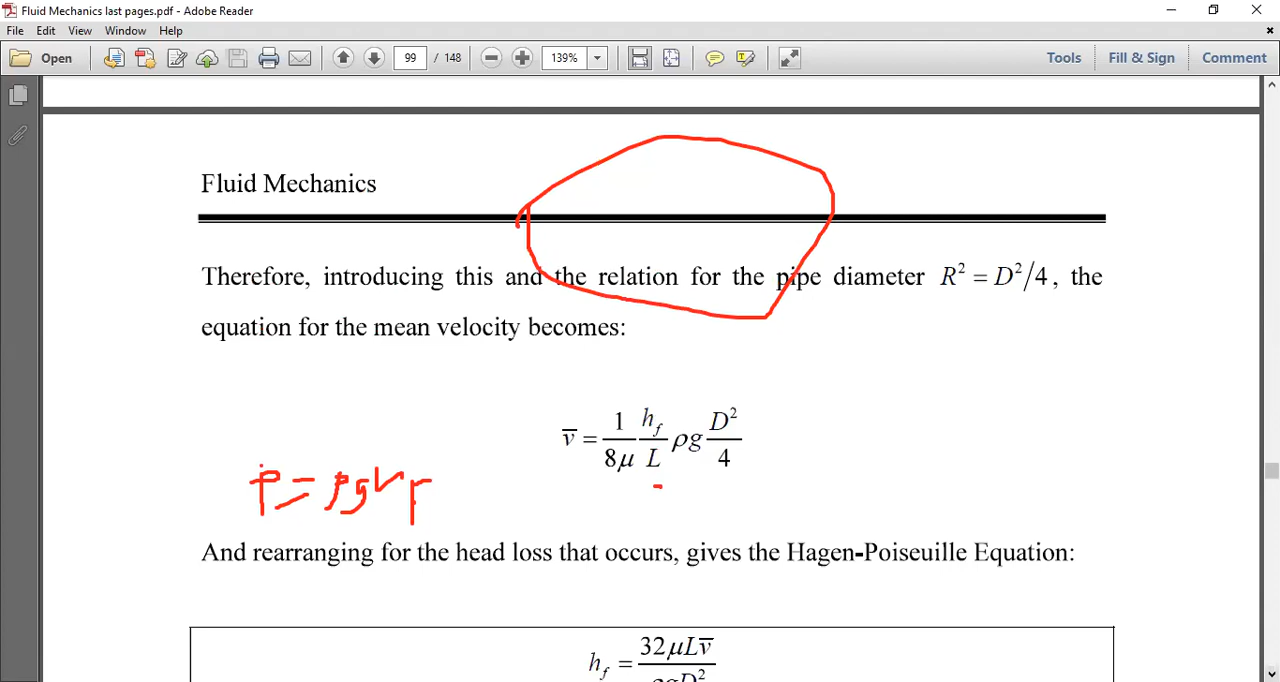 Fluid Mechanics last pages.pdf - Adobe Reader
File Edit View Window Help
Open 99 / 148 139% Tools Fill & Sign Comment
Fluid Mechanics
Therefore, introducing this and the relation for the pipe diameter R² = D²/4, the
equation for the mean velocity becomes:
v̅ = 1/8μ h_f/L ρg D²/4
And rearranging for the head loss that occurs, gives the Hagen-Poiseuille Equation:
h_f = 32μLv̅/ρgD²